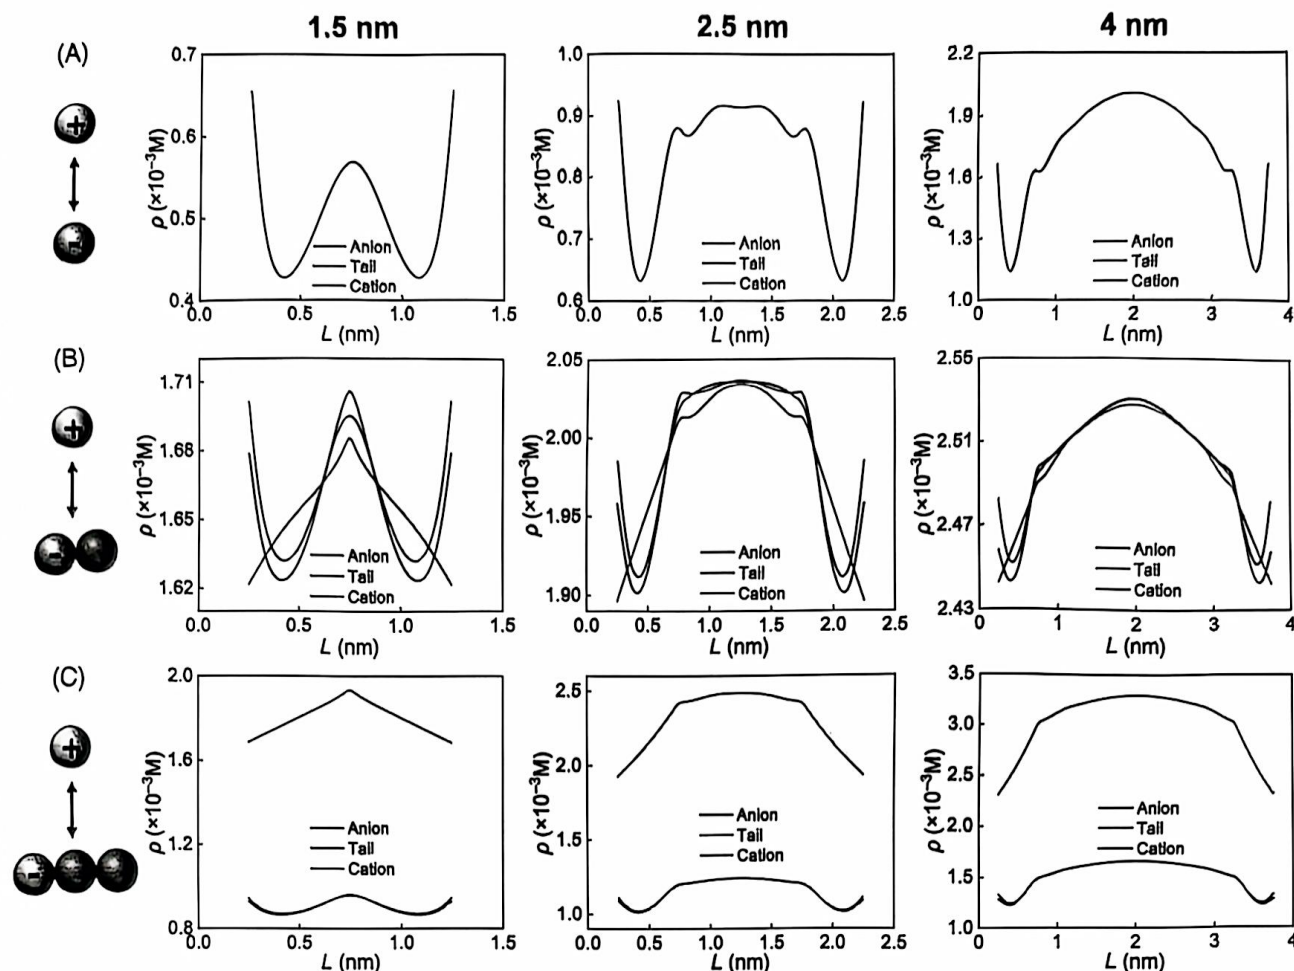 1.5 nm 2.5 nm 4 nm
(A)
+
-
ρ (×10⁻³M)
0.7
0.6
0.5
0.4
0.0 0.5 1.0 1.5
L (nm)
Anion
Tail
Cation
ρ (×10⁻³M)
1.0
0.9
0.8
0.7
0.6
0.0 0.5 1.0 1.5 2.0 2.5
L (nm)
Anion
Tail
Cation
ρ (×10⁻³M)
2.2
1.9
1.6
1.3
1.0
0 1 2 3 4
L (nm)
Anion
Tail
Cation
(B)
+
-
ρ (×10⁻³M)
1.71
1.68
1.65
1.62
0.0 0.5 1.0 1.5
L (nm)
Anion
Tail
Cation
ρ (×10⁻³M)
2.05
2.00
1.95
1.90
0.0 0.5 1.0 1.5 2.0 2.5
L (nm)
Anion
Tail
Cation
ρ (×10⁻³M)
2.55
2.51
2.47
2.43
0 1 2 3 4
L (nm)
Anion
Tail
Cation
(C)
+
-
ρ (×10⁻³M)
2.0
1.6
1.2
0.8
0.0 0.5 1.0 1.5
L (nm)
Anion
Tail
Cation
ρ (×10⁻³M)
2.5
2.0
1.5
1.0
0.0 0.5 1.0 1.5 2.0 2.5
L (nm)
Anion
Tail
Cation
ρ (×10⁻³M)
3.5
3.0
2.5
2.0
1.5
1.0
0 1 2 3 4
L (nm)
Anion
Tail
Cation